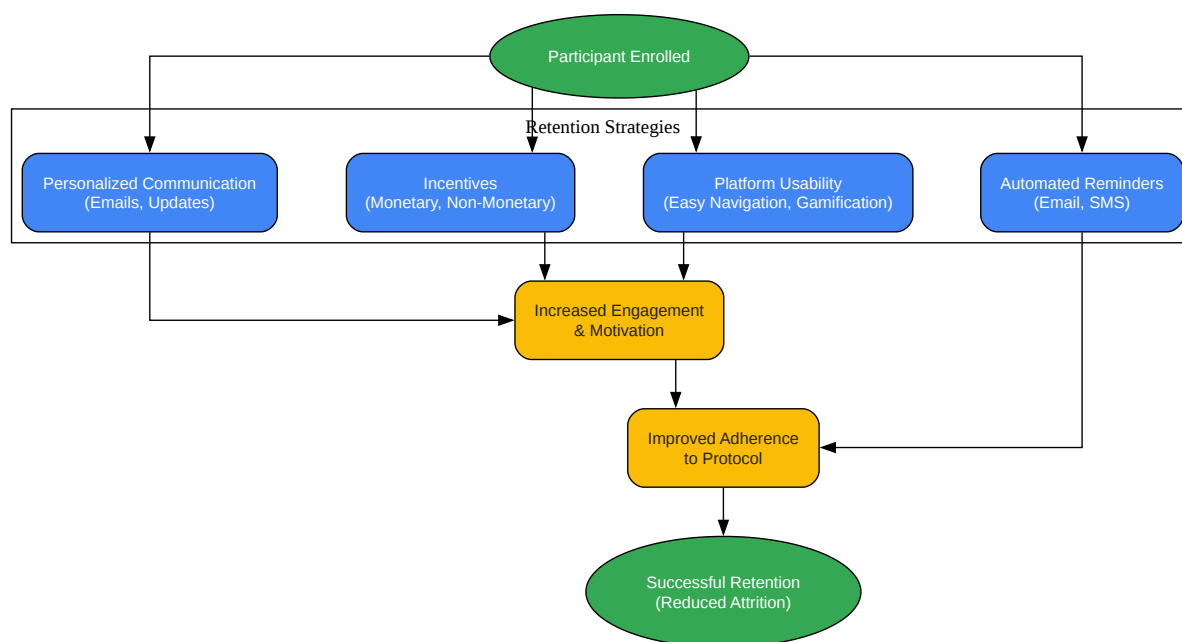 Participant Enrolled
Retention Strategies
Personalized Communication
(Emails, Updates)
Incentives
(Monetary, Non-Monetary)
Platform Usability
(Easy Navigation, Gamification)
Automated Reminders
(Email, SMS)
Increased Engagement
& Motivation
Improved Adherence
to Protocol
Successful Retention
(Reduced Attrition)